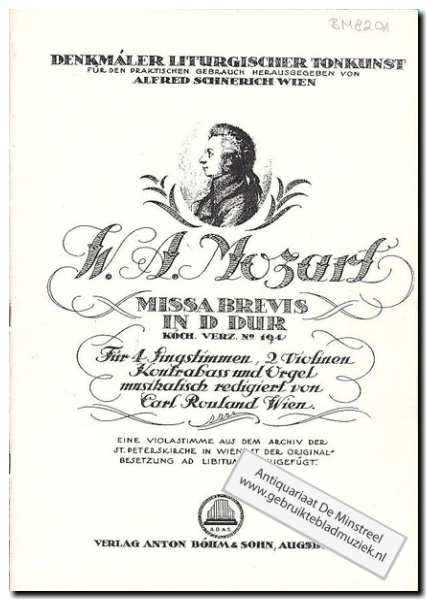 BM8201
DENKMÄLER LITURGISCHER TONKUNST
FÜR DEN PRAKTISCHEN GEBRAUCH HERAUSGEGEBEN VON
ALFRED SCHNERICH WIEN
W. A. Mozart
MISSA BREVIS
IN D DUR
KÖCH. VERZ. No 194
Für 4 Singstimmen, 2 Violinen
Kontrabass und Orgel
musikalisch redigiert von
Carl Rouland Wien.
EINE VIOLASTIMME AUS DEM ARCHIV DER
ST. PETERSKIRCHE IN WIEN IST DER ORIGINAL-
BESETZUNG AD LIBITUM
Antiquariaat De Minstreel
www.gebruiktebladmuziek.nl
VERLAG ANTON BÖHM & SOHN, AUGSB